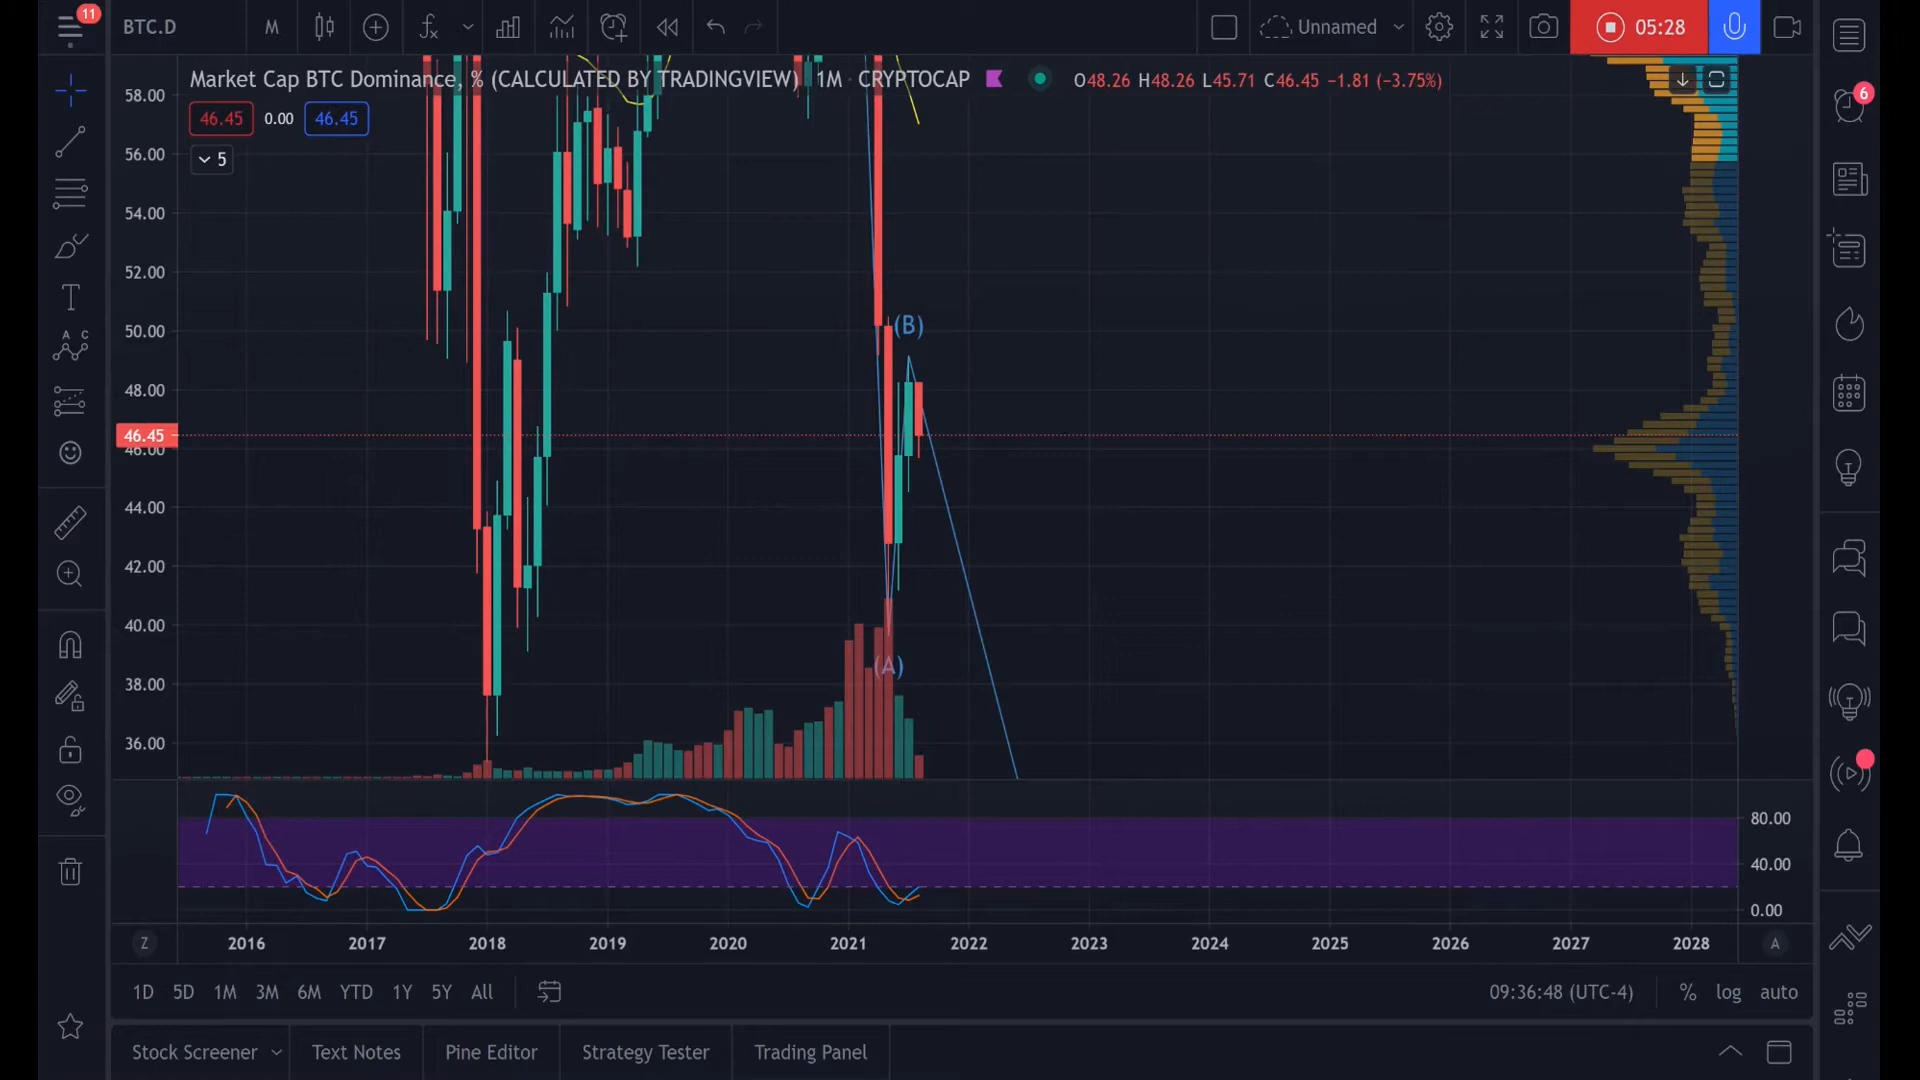 11
BTC.D
M
Unnamed
05:28
Market Cap BTC Dominance, % (CALCULATED BY TRADINGVIEW) 1M CRYPTOCAP O48.26 H48.26 L45.71 C46.45 −1.81 (−3.75%)
46.45 0.00 46.45
5
6
58.00
56.00
54.00
52.00
50.00
48.00
46.45
46.00
44.00
42.00
40.00
38.00
36.00
(B)
(A)
80.00
40.00
0.00
Z 2016 2017 2018 2019 2020 2021 2022 2023 2024 2025 2026 2027 2028 A
1D 5D 1M 3M 6M YTD 1Y 5Y All 09:36:48 (UTC-4) % log auto
Stock Screener Text Notes Pine Editor Strategy Tester Trading Panel